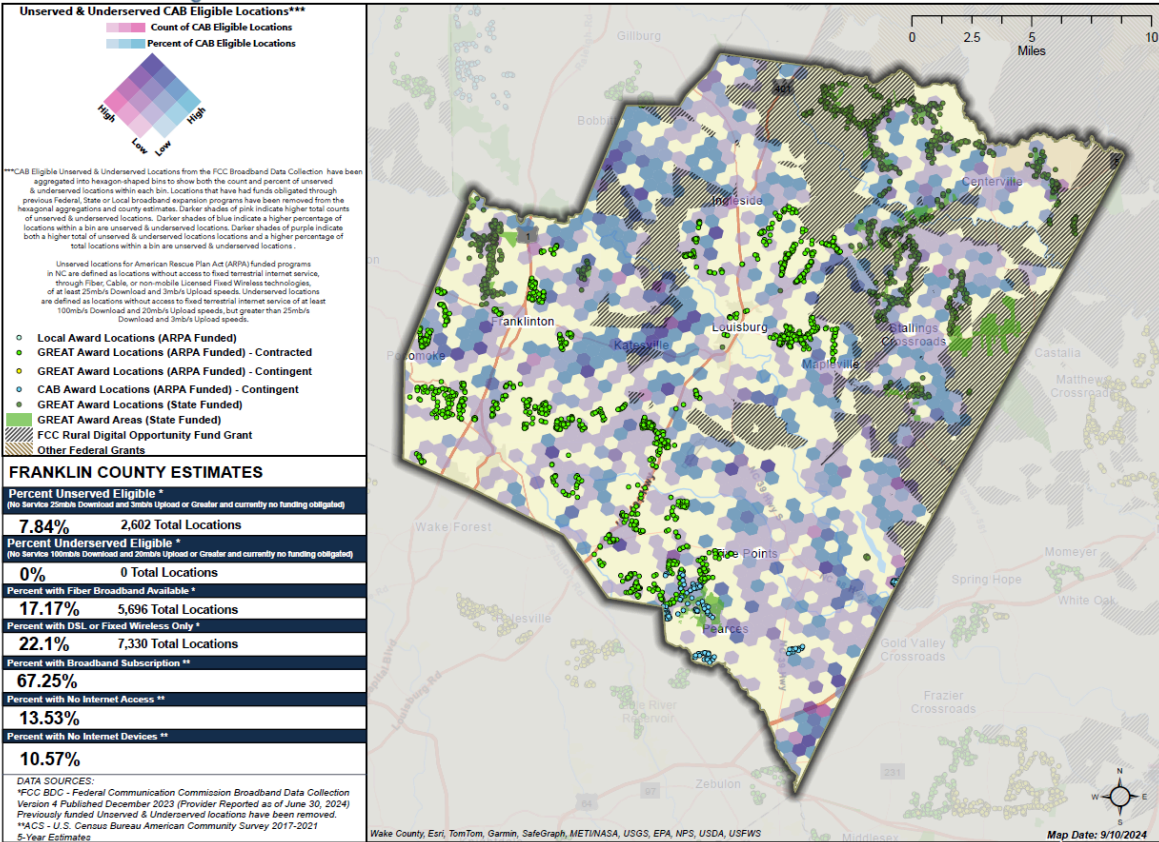 Unserved & Underserved CAB Eligible Locations***
Count of CAB Eligible Locations
Percent of CAB Eligible Locations
High
High
Low
Low
***CAB Eligible Unserved & Underserved Locations from the FCC Broadband Data Collection have been
aggregated into hexagon-shaped bins to show both the count and percent of unserved
& underserved locations within each bin. Locations that have had funds obligated through
previous Federal, State or Local broadband expansion programs have been removed from the
hexagonal aggregations and county estimates. Darker shades of pink indicate higher total counts
of unserved & underserved locations. Darker shades of blue indicate a higher percentage of
locations within a bin are unserved & underserved locations. Darker shades of purple indicate
both a higher total of unserved & underserved locations locations and a higher percentage of
total locations within a bin are unserved & underserved locations .
Unserved locations for American Rescue Plan Act (ARPA) funded programs
in NC are defined as locations without access to fixed terrestrial internet service,
through Fiber, Cable, or non-mobile Licensed Fixed Wireless technologies,
of at least 25mb/s Download and 3mb/s Upload speeds. Underserved locations
are defined as locations without access to fixed terrestrial internet service of at least
100mb/s Download and 20mb/s Upload speeds, but greater than 25mb/s
Download and 3mb/s Upload speeds.
Local Award Locations (ARPA Funded)
GREAT Award Locations (ARPA Funded) - Contracted
GREAT Award Locations (ARPA Funded) - Contingent
CAB Award Locations (ARPA Funded) - Contingent
GREAT Award Locations (State Funded)
GREAT Award Areas (State Funded)
FCC Rural Digital Opportunity Fund Grant
Other Federal Grants
FRANKLIN COUNTY ESTIMATES
Percent Unserved Eligible *
(No Service 25mb/s Download and 3mb/s Upload or Greater and currently no funding obligated)
7.84% 2,602 Total Locations
Percent Underserved Eligible *
(No Service 100mb/s Download and 20mb/s Upload or Greater and currently no funding obligated)
0% 0 Total Locations
Percent with Fiber Broadband Available *
17.17% 5,696 Total Locations
Percent with DSL or Fixed Wireless Only *
22.1% 7,330 Total Locations
Percent with Broadband Subscription **
67.25%
Percent with No Internet Access **
13.53%
Percent with No Internet Devices **
10.57%
DATA SOURCES:
*FCC BDC - Federal Communication Commission Broadband Data Collection
Version 4 Published December 2023 (Provider Reported as of June 30, 2024)
Previously funded Unserved & Underserved locations have been removed.
**ACS - U.S. Census Bureau American Community Survey 2017-2021
5-Year Estimates
0 2.5 5 10
Miles
Gillburg
401
Centerville
Ingleside
1
Franklinton
Louisburg
Stallings
Crossroads
Katesville
Mapleville
Castalia
Crossroads
Wake Forest
Five Points
Momeyer
Spring Hope
White Oak
Rolesville
Pearces
Gold Valley
Crossroads
Louisburg Rd
Reservoir
Frazier
Crossroads
Zebulon
231
64
97
Middlesex
N
W E
S
Wake County, Esri, TomTom, Garmin, SafeGraph, METI/NASA, USGS, EPA, NPS, USDA, USFWS
Map Date: 9/10/2024